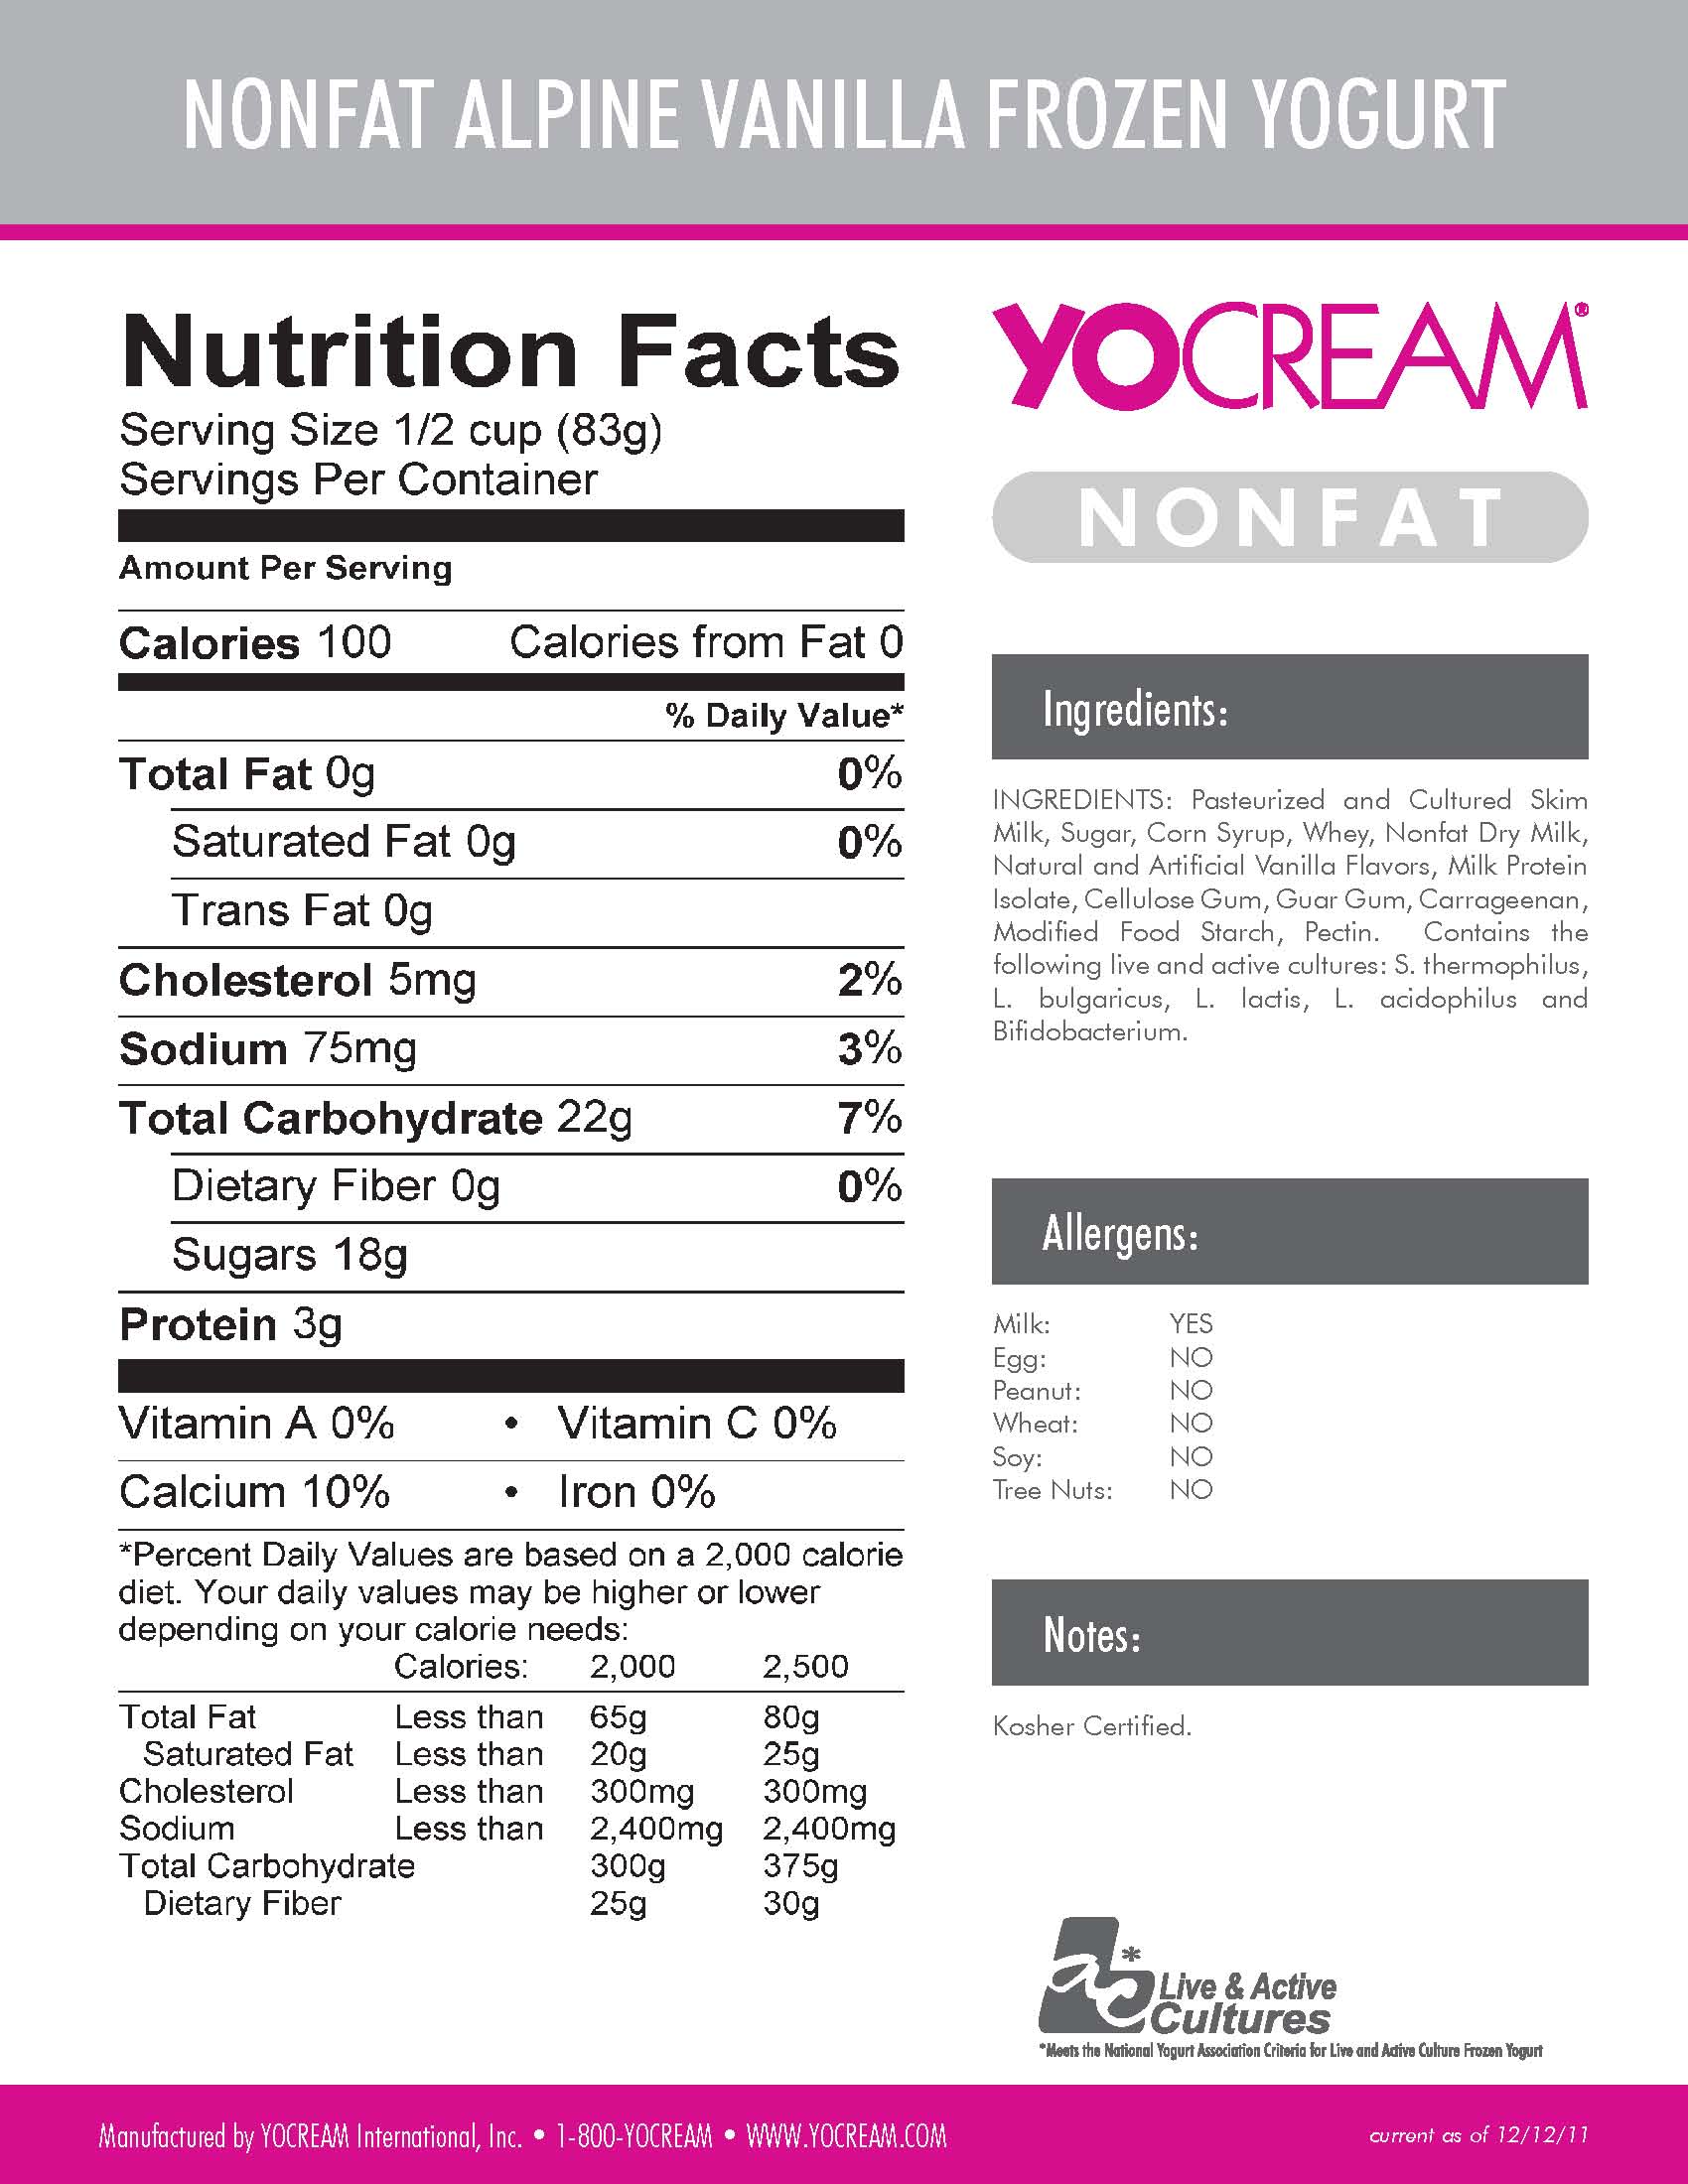 NONFAT ALPINE VANILLA FROZEN YOGURT
Nutrition Facts
Serving Size 1/2 cup (83g)
Servings Per Container
Amount Per Serving
Calories 100 Calories from Fat 0
% Daily Value*
Total Fat 0g 0%
Saturated Fat 0g 0%
Trans Fat 0g
Cholesterol 5mg 2%
Sodium 75mg 3%
Total Carbohydrate 22g 7%
Dietary Fiber 0g 0%
Sugars 18g
Protein 3g
Vitamin A 0% • Vitamin C 0%
Calcium 10% • Iron 0%
*Percent Daily Values are based on a 2,000 calorie
diet. Your daily values may be higher or lower
depending on your calorie needs:
Calories: 2,000 2,500
Total Fat Less than 65g 80g
Saturated Fat Less than 20g 25g
Cholesterol Less than 300mg 300mg
Sodium Less than 2,400mg 2,400mg
Total Carbohydrate 300g 375g
Dietary Fiber 25g 30g
YOCREAM®
NONFAT
Ingredients:
INGREDIENTS: Pasteurized and Cultured Skim
Milk, Sugar, Corn Syrup, Whey, Nonfat Dry Milk,
Natural and Artificial Vanilla Flavors, Milk Protein
Isolate, Cellulose Gum, Guar Gum, Carrageenan,
Modified Food Starch, Pectin. Contains the
following live and active cultures: S. thermophilus,
L. bulgaricus, L. lactis, L. acidophilus and
Bifidobacterium.
Allergens:
Milk: YES
Egg: NO
Peanut: NO
Wheat: NO
Soy: NO
Tree Nuts: NO
Notes:
Kosher Certified.
ac*
Live & Active
Cultures
*Meets the National Yogurt Association Criteria for Live and Active Culture Frozen Yogurt
Manufactured by YOCREAM International, Inc. • 1-800-YOCREAM • WWW.YOCREAM.COM
current as of 12/12/11